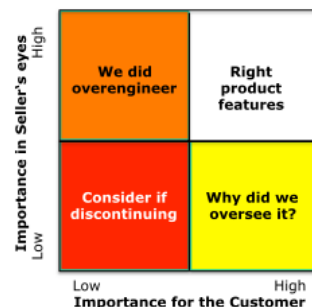 Importance in Seller's eyes
High
Low
We did
overengineer
Right
product
features
Consider if
discontinuing
Why did we
oversee it?
Low
High
Importance for the Customer